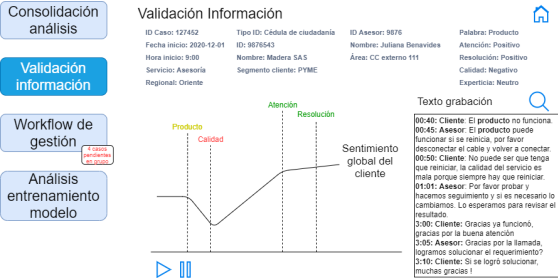 Consolidación
análisis
Validación
información
Workflow de
gestión
4 casos
pendientes
en grupo
Análisis
entrenamiento
modelo
Validación Información
ID Caso: 127452
Fecha inicio: 2020-12-01
Hora inicio: 9:00
Servicio: Asesoría
Regional: Oriente
Tipo ID: Cédula de ciudadanía
ID: 9876543
Nombre: Madera SAS
Segmento cliente: PYME
ID Asesor: 9876
Nombre: Juliana Benavides
Área: CC externo 111
Palabra: Producto
Atención: Positivo
Resolución: Positivo
Calidad: Negativo
Experticia: Neutro
Atención
Resolución
Producto
Calidad
Sentimiento
global del
cliente
Texto grabación
00:40: Cliente: El producto no funciona.
00:45: Asesor: El producto puede
funcionar si se reinicia, por favor
desconectar el cable y volver a conectar.
00:50: Cliente: No puede ser que tenga
que reiniciar, la calidad del servicio es
mala porque siempre hay que reiniciar.
01:01: Asesor: Por favor probar y
hacemos seguimiento y si es necesario lo
cambiamos. Lo esperamos para revisar el
resultado.
3:00: Cliente: Gracias ya funcionó,
gracias por la buena atención
3:05: Asesor: Gracias por la llamada,
logramos solucionar el requerimiento?
3:10: Cliente: Si se logró solucionar,
muchas gracias !